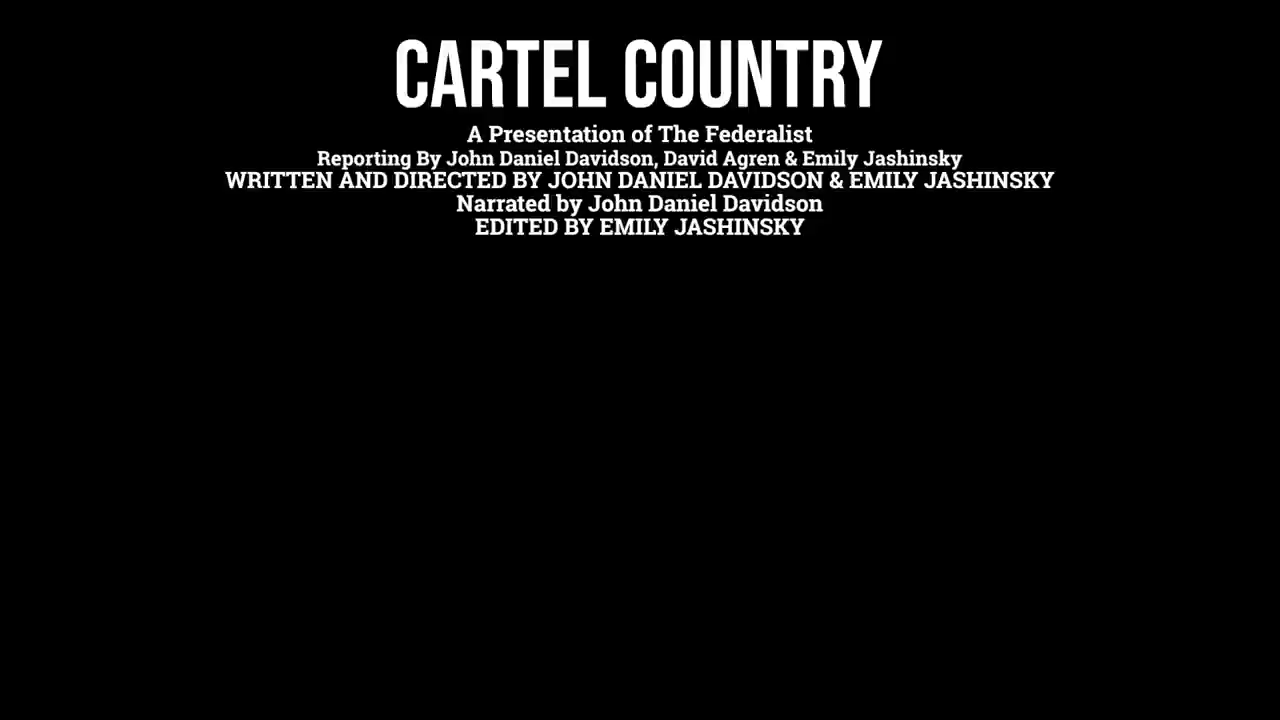 CARTEL COUNTRY
A Presentation of The Federalist
Reporting By John Daniel Davidson, David Agren & Emily Jashinsky
WRITTEN AND DIRECTED BY JOHN DANIEL DAVIDSON & EMILY JASHINSKY
Narrated by John Daniel Davidson
EDITED BY EMILY JASHINSKY